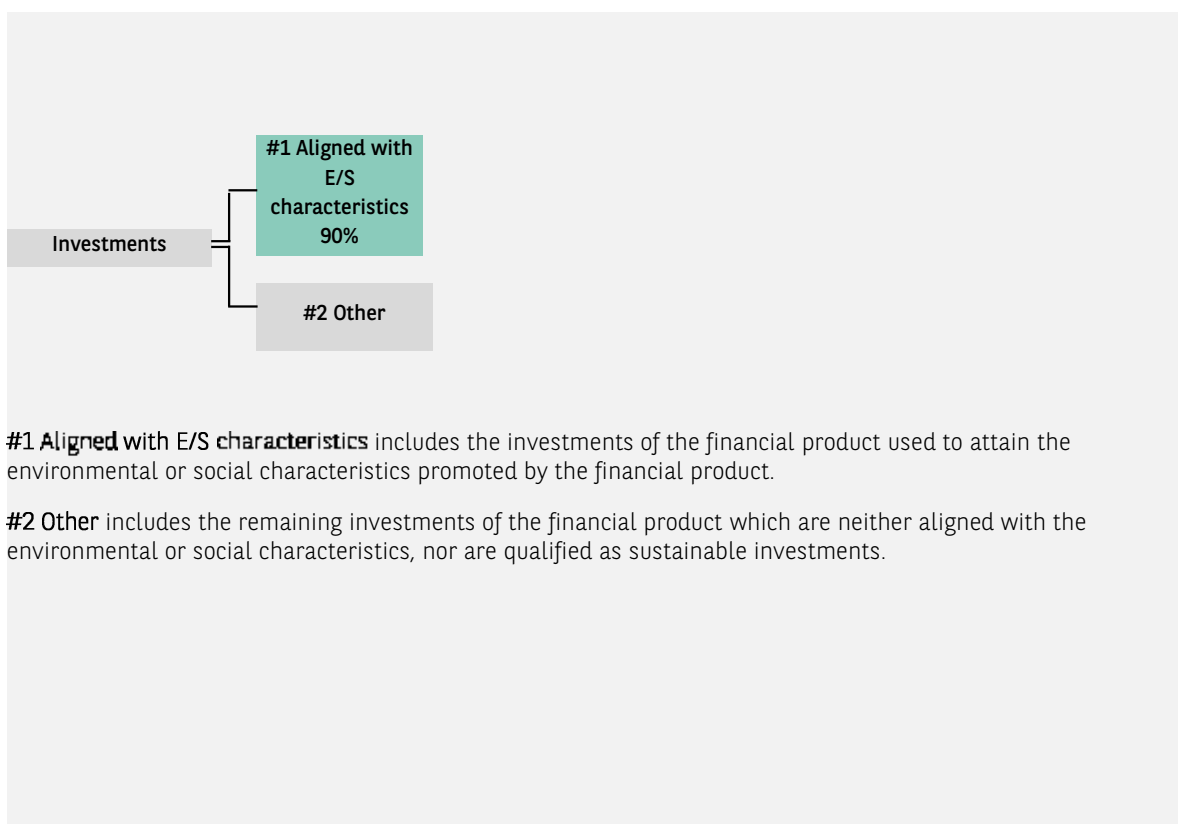 #1 Aligned with
E/S
characteristics
90%
Investments
#2 Other
#1 Aligned with E/S characteristics includes the investments of the financial product used to attain the
environmental or social characteristics promoted by the financial product.
#2 Other includes the remaining investments of the financial product which are neither aligned with the
environmental or social characteristics, nor are qualified as sustainable investments.